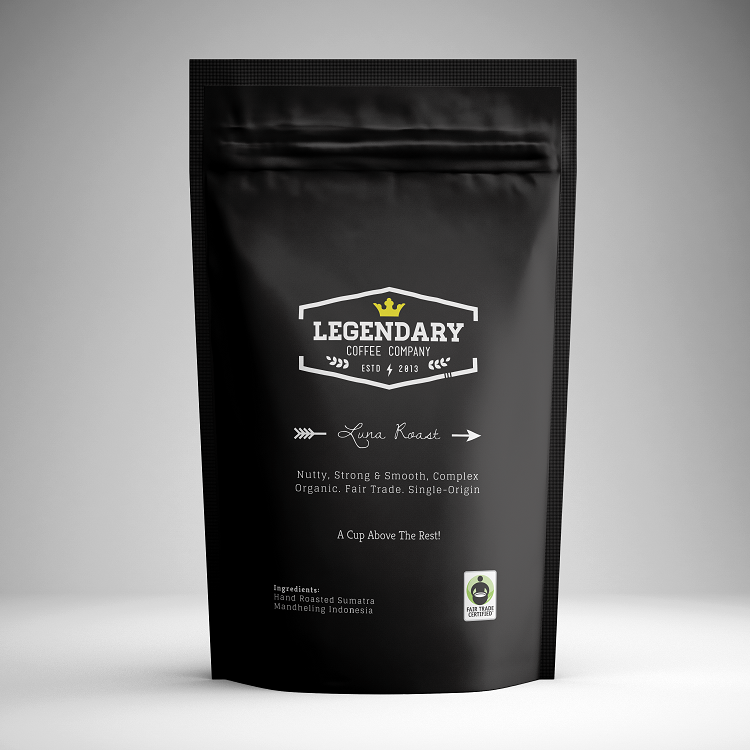 LEGENDARY
COFFEE COMPANY
ESTD 2013
Luna Roast
Nutty, Strong & Smooth, Complex
Organic. Fair Trade. Single-Origin
A Cup Above The Rest!
Ingredients:
Hand Roasted Sumatra
Mandheling Indonesia
FAIR TRADE
CERTIFIED